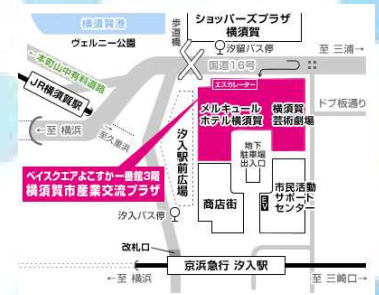 横須賀港
ヴェルニー公園
歩道橋
ショッパーズプラザ
横須賀
汐留バス停
至 三浦→
国道16号
←本町山中有料道路
JR横須賀駅
←至 横浜
至久里浜→
エスカレーター
メルキュール
ホテル横須賀
横須賀
芸術劇場
ドブ板通り
汐入駅前広場
地下
駐車場
出入口
ベイスクエアよこすか一番館3階
横須賀市産業交流プラザ
商店街
EV
市民活動
サポート
センター
汐入バス停
改札口
京浜急行 汐入駅
←至 横浜
至 三崎口→